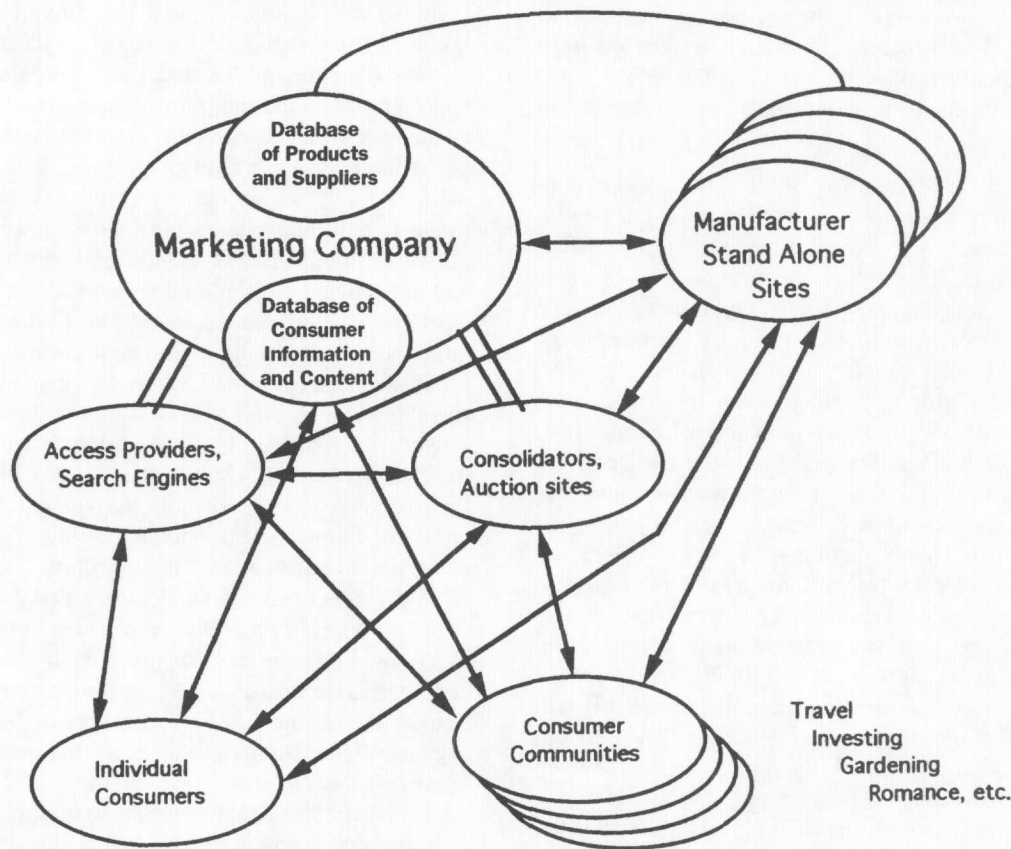 Database
of Products
and Suppliers
Marketing Company
Manufacturer
Stand Alone
Sites
Database of
Consumer
Information
and Content
Access Providers,
Search Engines
Consolidators,
Auction sites
Individual
Consumers
Consumer
Communities
Travel
Investing
Gardening
Romance, etc.